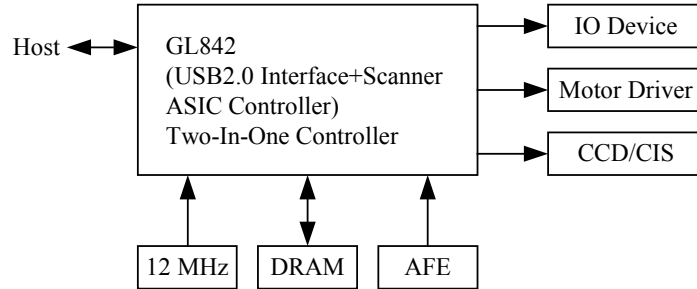 Host
GL842
(USB2.0 Interface+Scanner
ASIC Controller)
Two-In-One Controller
IO Device
Motor Driver
CCD/CIS
12 MHz
DRAM
AFE